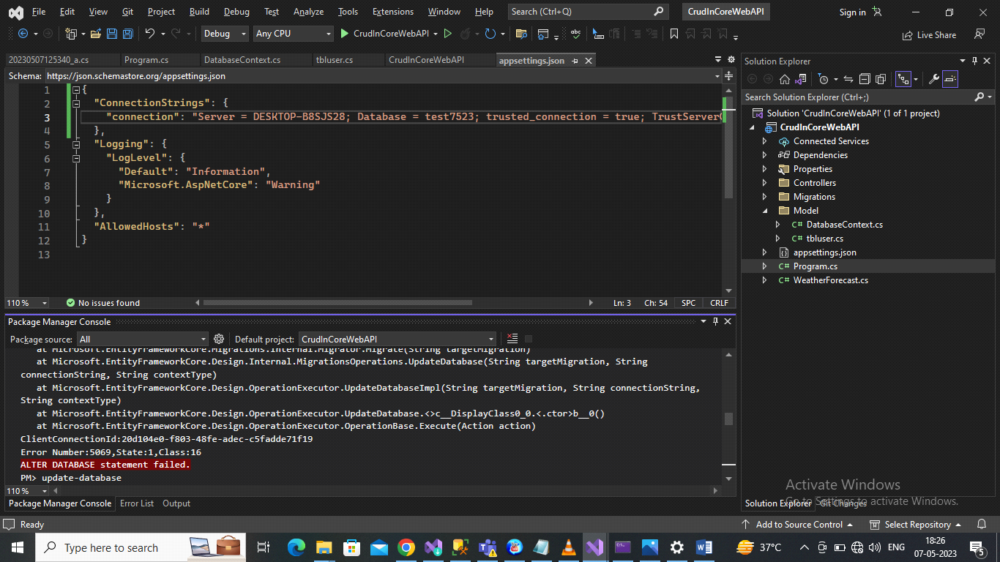 File Edit View Git Project Build Debug Test Analyze Tools Extensions Window Help Search (Ctrl+Q) CrudInCoreWebAPI Sign in
Debug Any CPU CrudInCoreWebAPI Live Share
20230507125340_a.cs Program.cs DatabaseContext.cs tbluser.cs CrudInCoreWebAPI appsettings.json
Schema: https://json.schemastore.org/appsettings.json
1 {
2 "ConnectionStrings": {
3 "connection": "Server = DESKTOP-B8SJS28; Database = test7523; trusted_connection = true; TrustServer
4 },
5 "Logging": {
6 "LogLevel": {
7 "Default": "Information",
8 "Microsoft.AspNetCore": "Warning"
9 }
10 },
11 "AllowedHosts": "*"
12 }
13
110 % No issues found Ln: 3 Ch: 54 SPC CRLF
Package Manager Console
Package source: All Default project: CrudInCoreWebAPI
at Microsoft.EntityFrameworkCore.Migrations.Internal.Migrator.Migrate(String targetMigration)
at Microsoft.EntityFrameworkCore.Design.Internal.MigrationsOperations.UpdateDatabase(String targetMigration, String
connectionString, String contextType)
at Microsoft.EntityFrameworkCore.Design.OperationExecutor.UpdateDatabaseImpl(String targetMigration, String connectionString,
String contextType)
at Microsoft.EntityFrameworkCore.Design.OperationExecutor.UpdateDatabase.<>c__DisplayClass0_0.<.ctor>b__0()
at Microsoft.EntityFrameworkCore.Design.OperationExecutor.OperationBase.Execute(Action action)
ClientConnectionId:20d104e0-f803-48fe-adec-c5fadde71f19
Error Number:5069,State:1,Class:16
ALTER DATABASE statement failed.
PM> update-database
110 %
Package Manager Console Error List Output
Solution Explorer
Search Solution Explorer (Ctrl+;)
Solution 'CrudInCoreWebAPI' (1 of 1 project)
CrudInCoreWebAPI
Connected Services
Dependencies
Properties
Controllers
Migrations
Model
C# DatabaseContext.cs
C# tbluser.cs
appsettings.json
C# Program.cs
C# WeatherForecast.cs
Activate Windows
Go to Settings to activate Windows.
Solution Explorer Git Changes
Ready Add to Source Control Select Repository
Type here to search 37°C ENG 18:26
07-05-2023 5